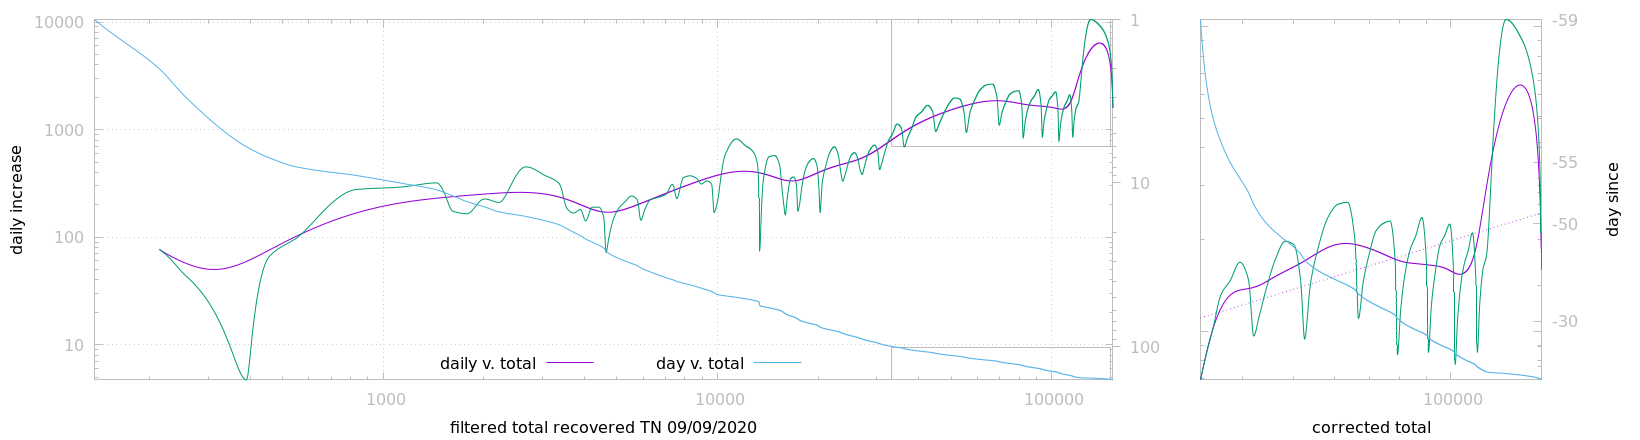 10000
1000
100
10
daily increase
1
10
100
daily v. total
day v. total
1000
10000
100000
filtered total recovered TN 09/09/2020
-59
-55
-50
-30
day since
100000
corrected total